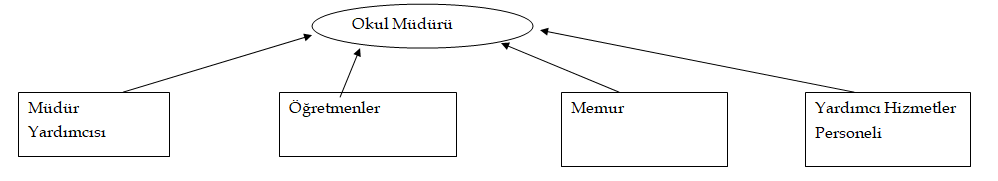 Okul Müdürü
Müdür
Yardımcısı
Öğretmenler
Memur
Yardımcı Hizmetler
Personeli